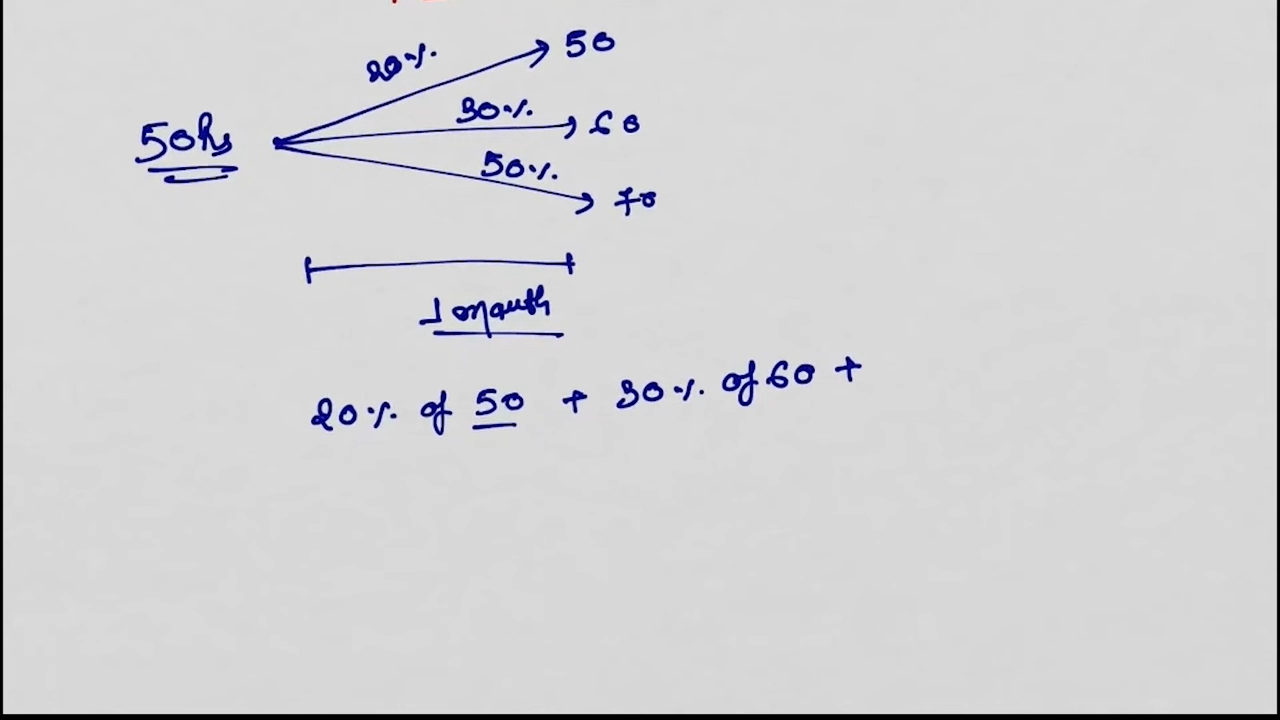 20% 50
50Rs 30% 60
50% 70
1 month
20% of 50 + 30% of 60 +